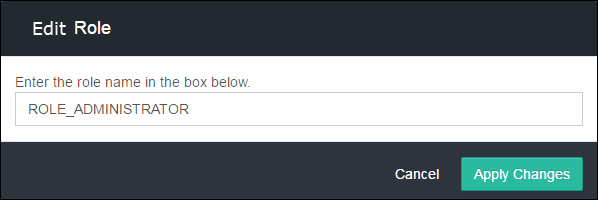 Edit Role
Enter the role name in the box below.
ROLE_ADMINISTRATOR
Cancel Apply Changes